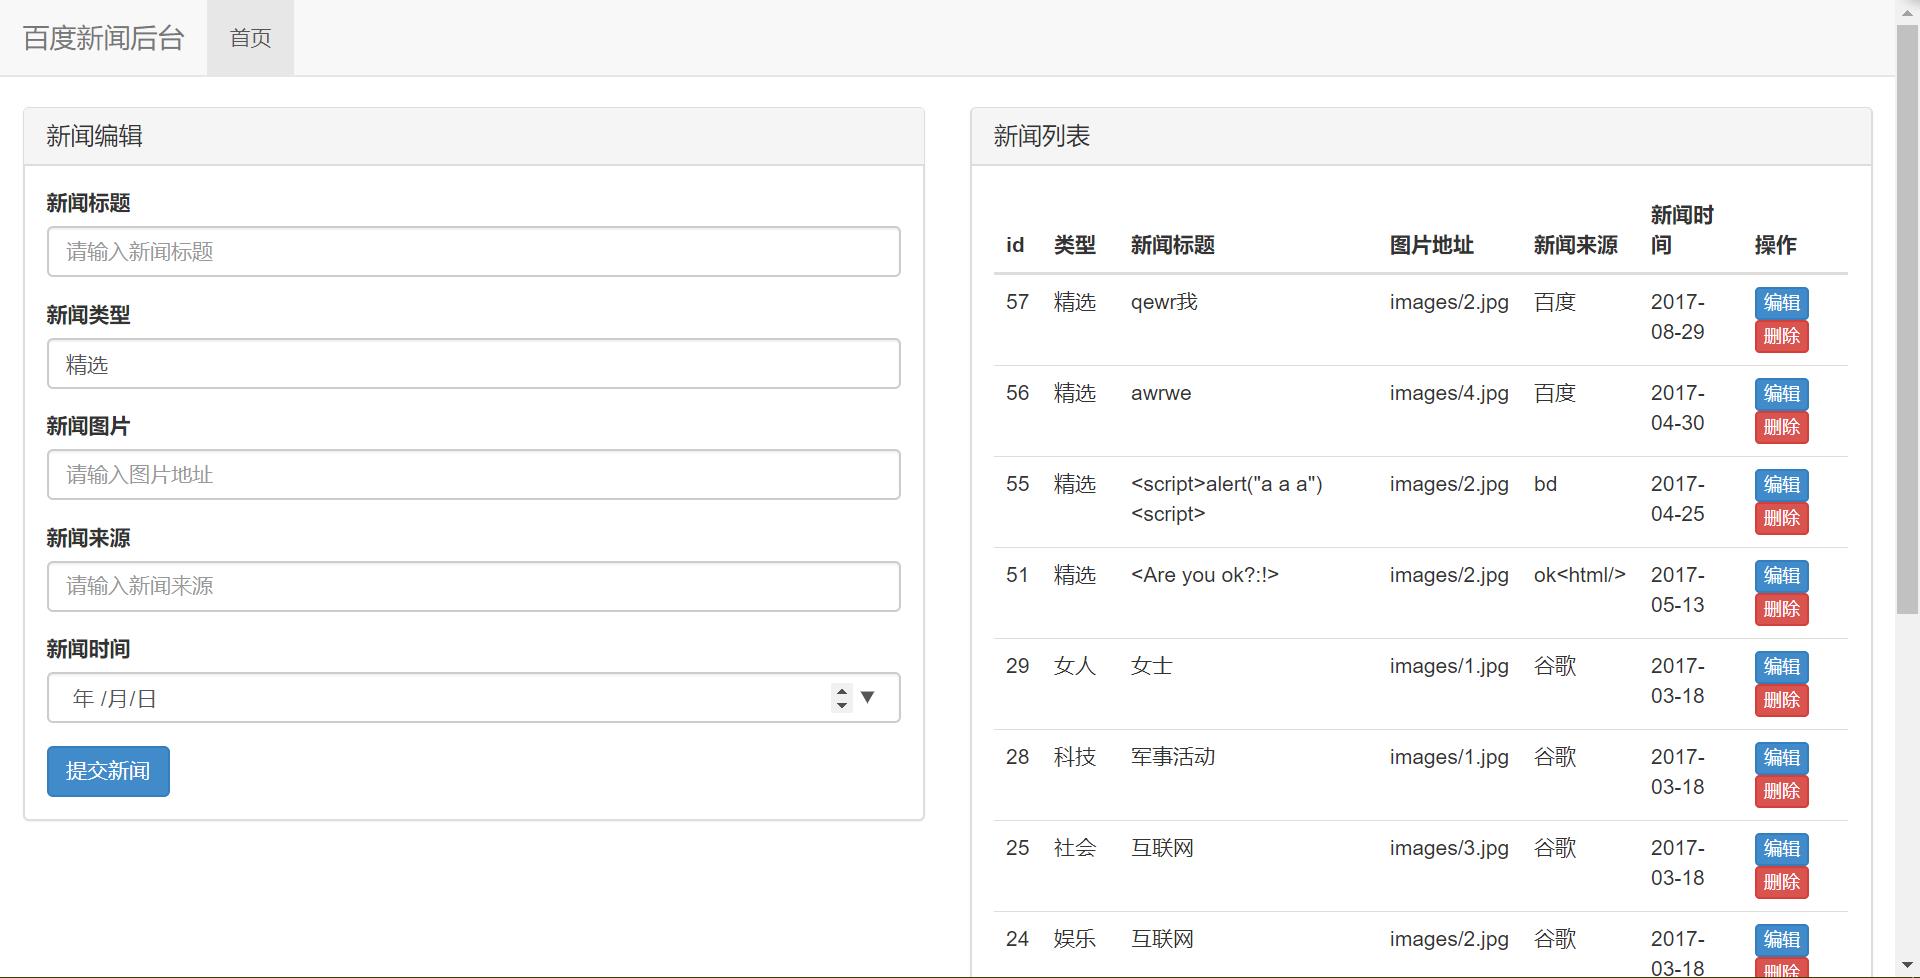 百度新闻后台 首页
新闻编辑
新闻标题
请输入新闻标题
新闻类型
精选
新闻图片
请输入图片地址
新闻来源
请输入新闻来源
新闻时间
年 /月/日
提交新闻
新闻列表
id 类型 新闻标题 图片地址 新闻来源 新闻时
间 操作
57 精选 qewr我 images/2.jpg 百度 2017- 编辑
08-29 删除
56 精选 awrwe images/4.jpg 百度 2017- 编辑
04-30 删除
55 精选 <script>alert("a a a") images/2.jpg bd 2017- 编辑
<script> 04-25 删除
51 精选 <Are you ok?:!> images/2.jpg ok<html/> 2017- 编辑
05-13 删除
29 女人 女士 images/1.jpg 谷歌 2017- 编辑
03-18 删除
28 科技 军事活动 images/1.jpg 谷歌 2017- 编辑
03-18 删除
25 社会 互联网 images/3.jpg 谷歌 2017- 编辑
03-18 删除
24 娱乐 互联网 images/2.jpg 谷歌 2017- 编辑
03-18 删除